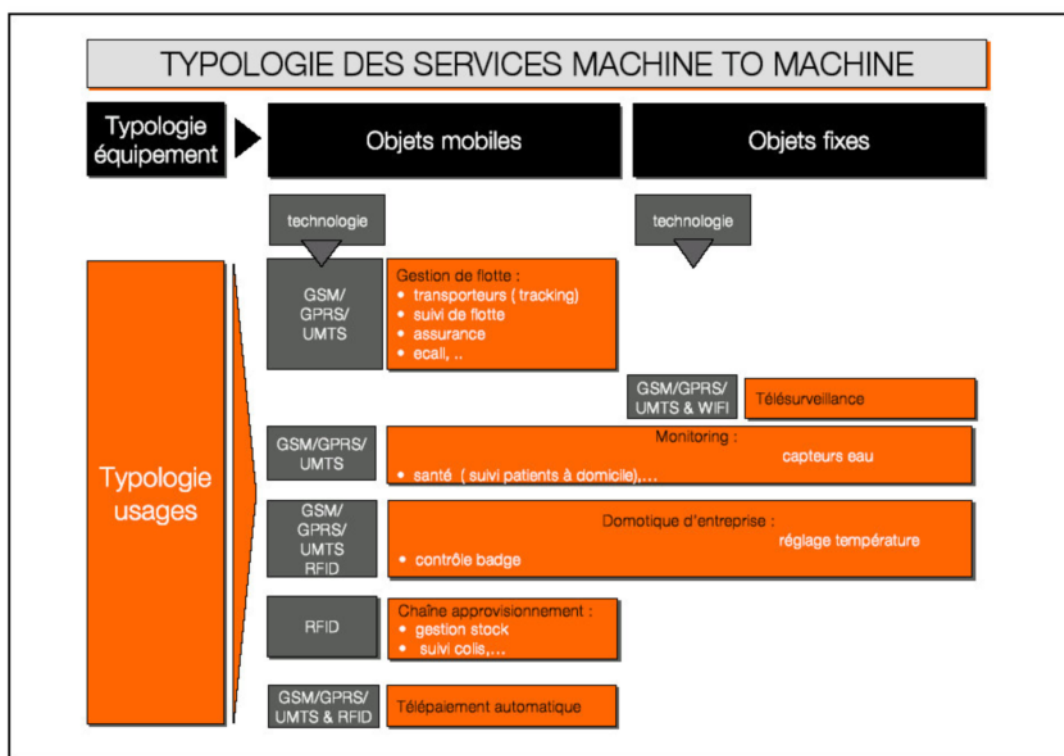 TYPOLOGIE DES SERVICES MACHINE TO MACHINE
Typologie
équipement
Objets mobiles
Objets fixes
technologie
technologie
Typologie
usages
GSM/
GPRS/
UMTS
Gestion de flotte :
• transporteurs ( tracking)
• suivi de flotte
• assurance
• ecall, ..
GSM/GPRS/
UMTS & WIFI
Télésurveillance
GSM/GPRS/
UMTS
Monitoring :
capteurs eau
• santé ( suivi patients à domicile),...
GSM/
GPRS/
UMTS
RFID
Domotique d'entreprise :
réglage température
• contrôle badge
RFID
Chaîne approvisionnement :
• gestion stock
• suivi colis,...
GSM/GPRS/
UMTS & RFID
Télépaiement automatique